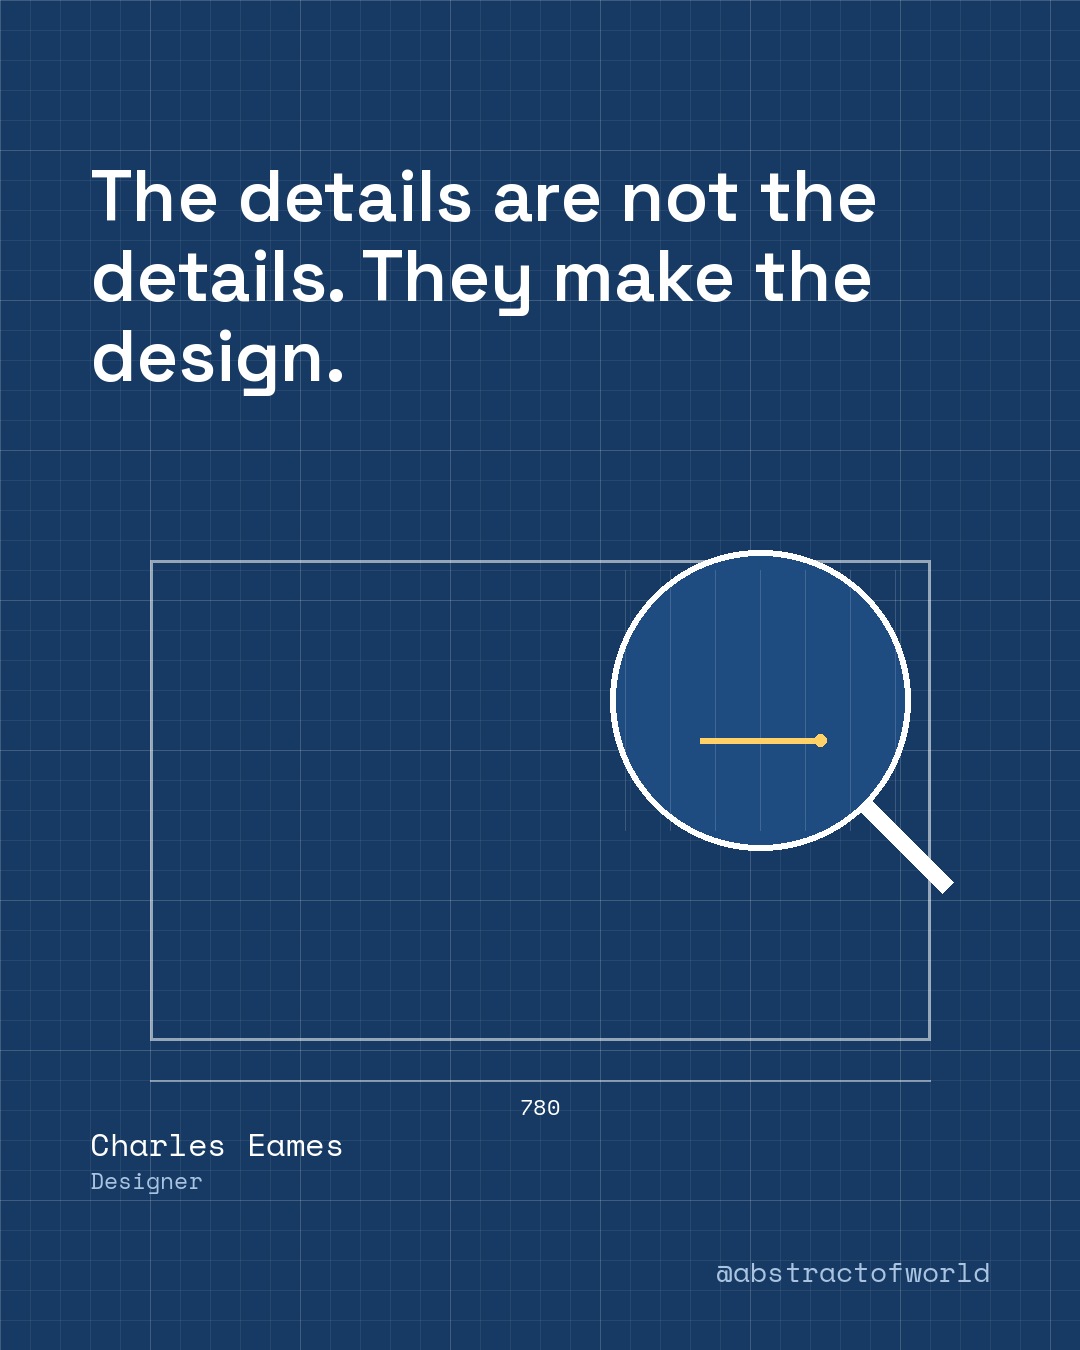 The details are not the
details. They make the
design.
780
Charles Eames
Designer
@abstractofworld